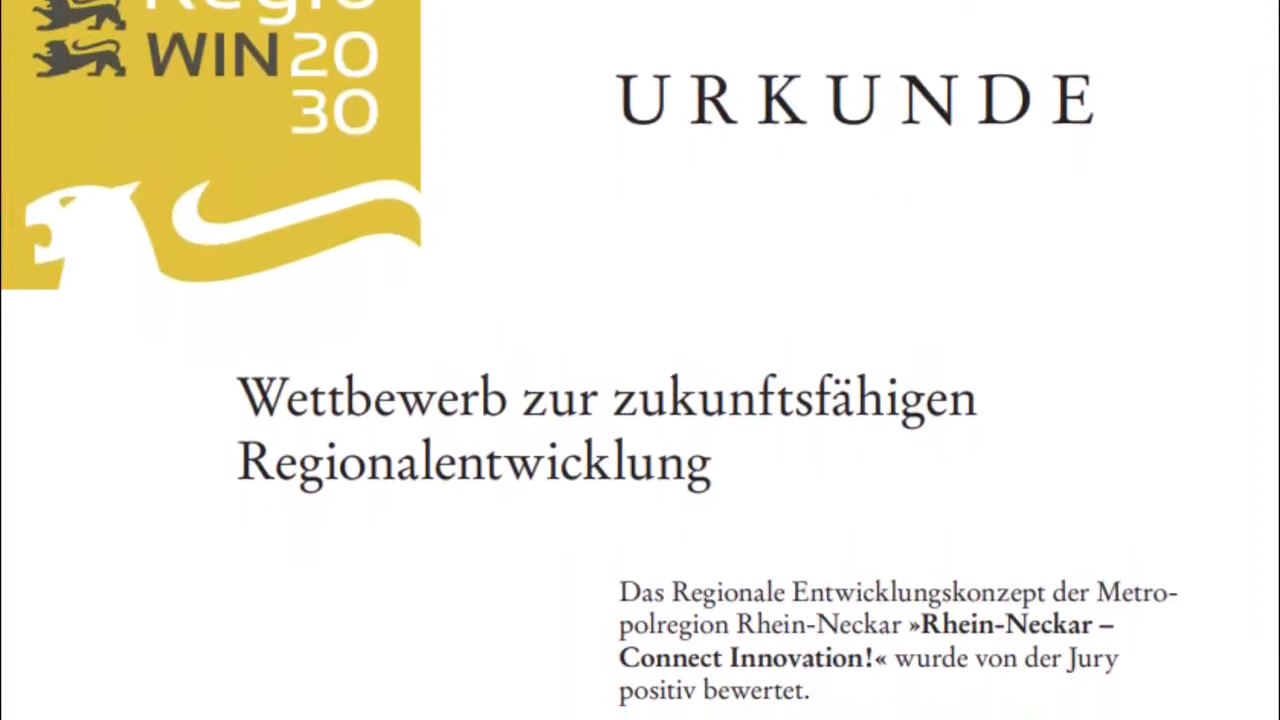 Regio
WIN 20
30
URKUNDE
Wettbewerb zur zukunftsfähigen
Regionalentwicklung
Das Regionale Entwicklungskonzept der Metro-
polregion Rhein-Neckar »Rhein-Neckar –
Connect Innovation!« wurde von der Jury
positiv bewertet.